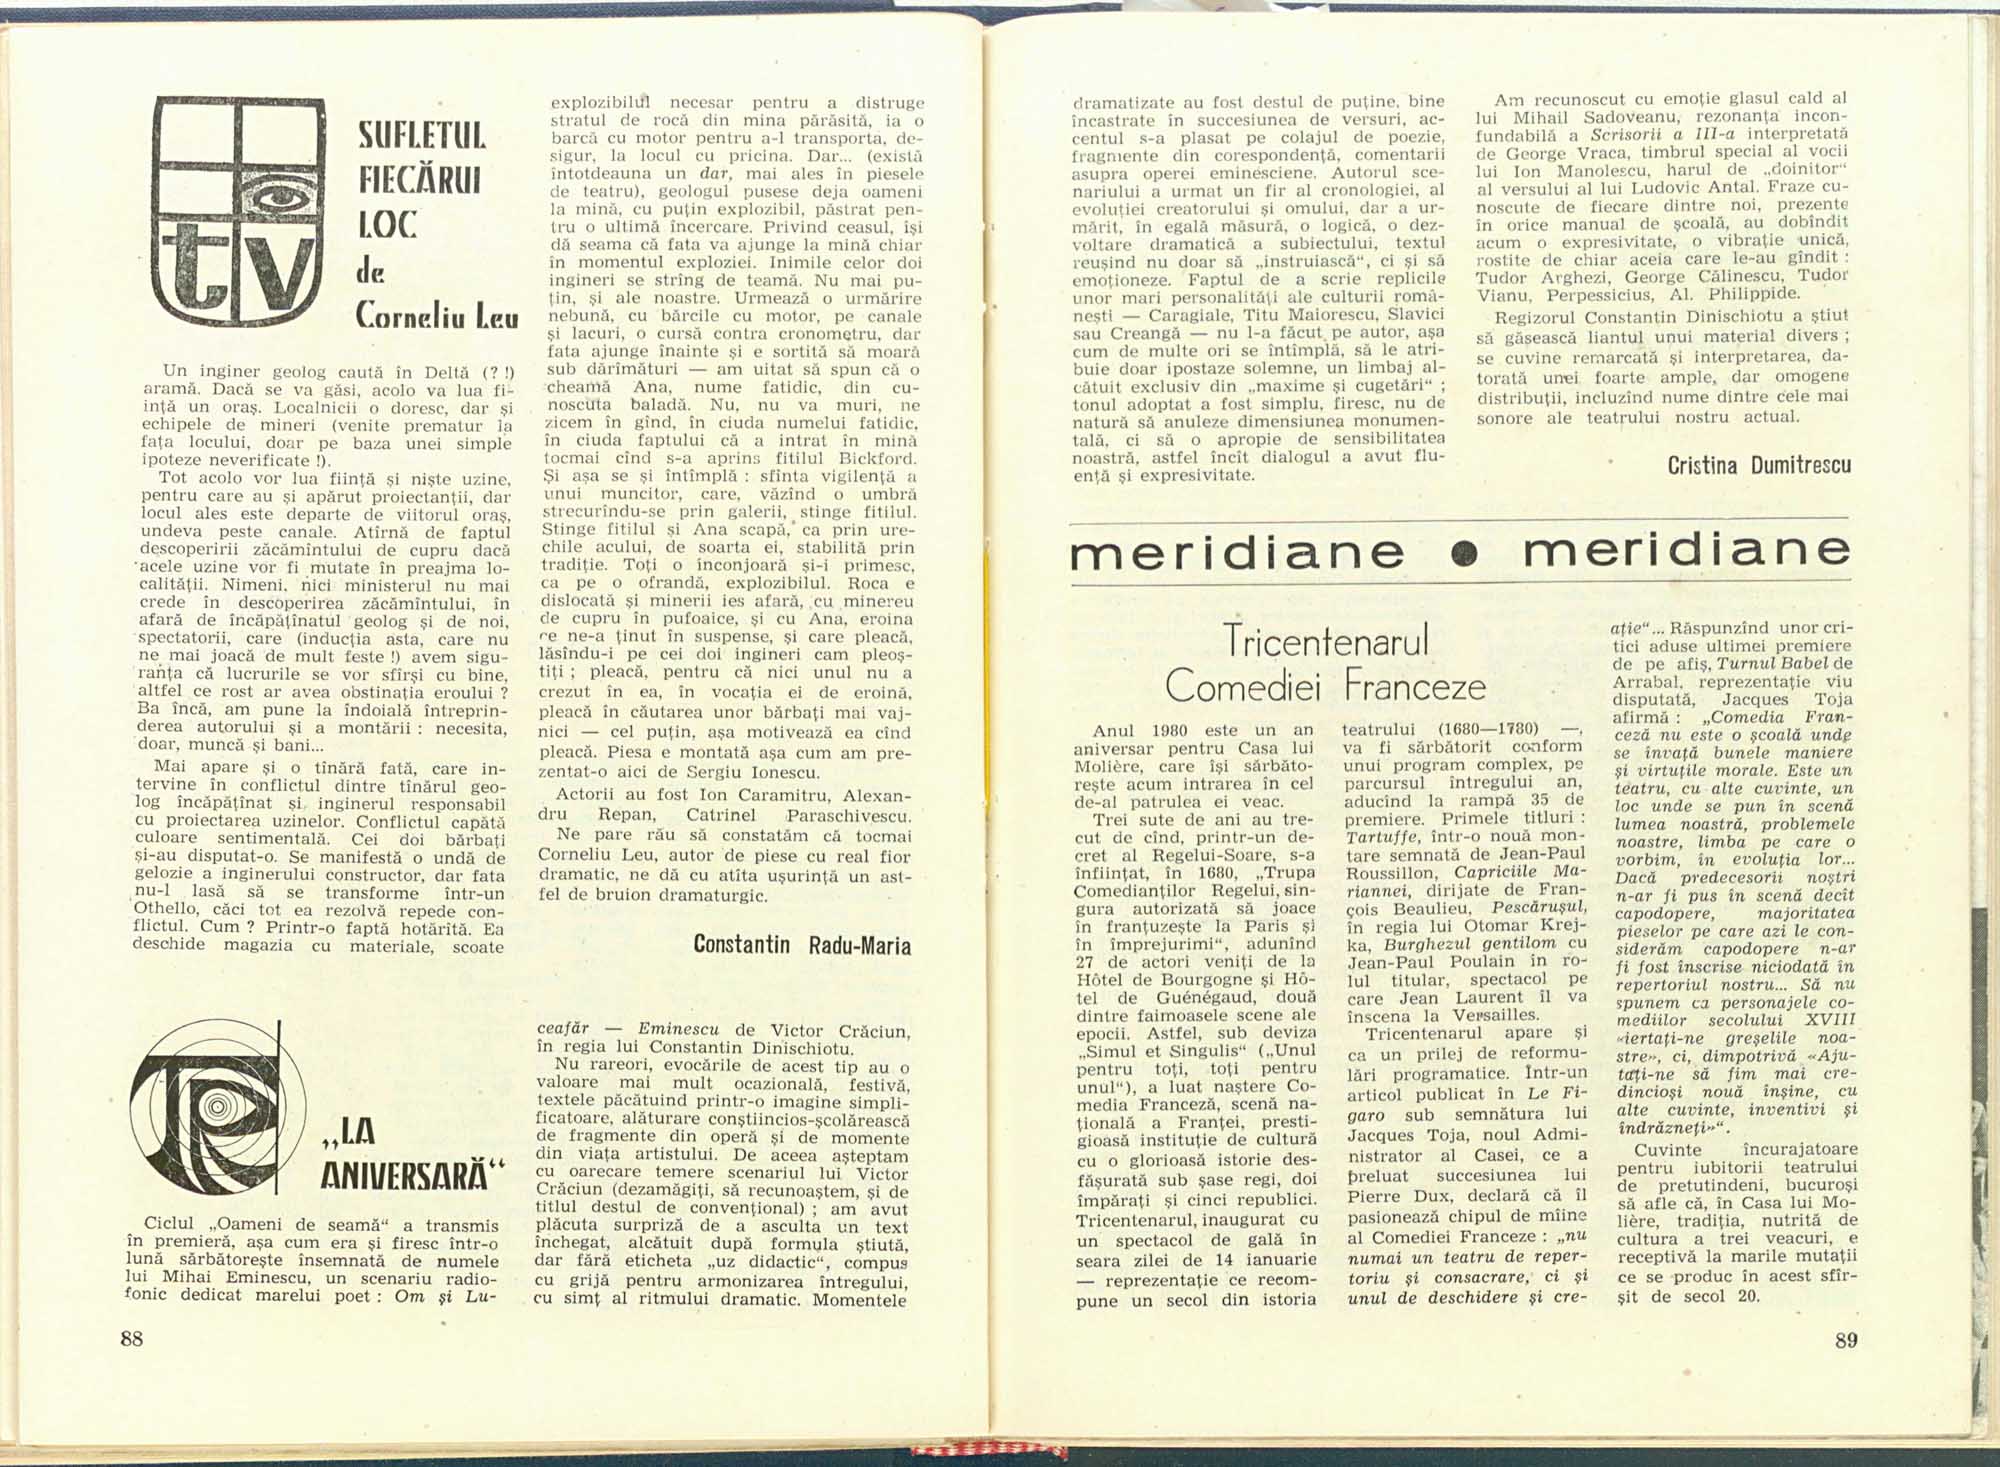 tv
SUFLETUL
FIECĂRUI
LOC
de
Corneliu Leu
Un inginer geolog caută în Deltă (? !)
aramă. Dacă se va găsi, acolo va lua fi-
ință un oraș. Localnicii o doresc, dar și
echipele de mineri (venite prematur la
fața locului, doar pe baza unei simple
ipoteze neverificate !).
Tot acolo vor lua ființă și niște uzine,
pentru care au și apărut proiectanții, dar
locul ales este departe de viitorul oraș,
undeva peste canale. Atîrnă de faptul
descoperirii zăcămîntului de cupru dacă
acele uzine vor fi mutate în preajma lo-
calității. Nimeni, nici ministerul nu mai
crede în descoperirea zăcămîntului, în
afară de încăpățînatul geolog și de noi,
spectatorii, care (inducția asta, care nu
ne mai joacă de mult feste !) avem sigu-
ranța că lucrurile se vor sfîrși cu bine,
altfel ce rost ar avea obstinația eroului ?
Ba încă, am pune la îndoială întreprin-
derea autorului și a montării : necesita,
doar, muncă și bani...
Mai apare și o tînără fată, care in-
tervine în conflictul dintre tînărul geo-
log încăpățînat și inginerul responsabil
cu proiectarea uzinelor. Conflictul capătă
culoare sentimentală. Cei doi bărbați
și-au disputat-o. Se manifestă o undă de
gelozie a inginerului constructor, dar fata
nu-l lasă să se transforme într-un
Othello, căci tot ea rezolvă repede con-
flictul. Cum ? Printr-o faptă hotărîtă. Ea
deschide magazia cu materiale, scoate
explozibilul necesar pentru a distruge
stratul de rocă din mina părăsită, ia o
barcă cu motor pentru a-l transporta, de-
sigur, la locul cu pricina. Dar... (există
întotdeauna un dar, mai ales în piesele
de teatru), geologul pusese deja oameni
la mină, cu puțin explozibil, păstrat pen-
tru o ultimă încercare. Privind ceasul, își
dă seama că fata va ajunge la mină chiar
în momentul exploziei. Inimile celor doi
ingineri se strîng de teamă. Nu mai pu-
țin, și ale noastre. Urmează o urmărire
nebună, cu bărcile cu motor, pe canale
și lacuri, o cursă contra cronometru, dar
fata ajunge înainte și e sortită să moară
sub dărîmături — am uitat să spun că o
cheamă Ana, nume fatidic, din cu-
noscuta baladă. Nu, nu va muri, ne
zicem în gînd, în ciuda numelui fatidic,
în ciuda faptului că a intrat în mină
tocmai cînd s-a aprins fitilul Bickford.
Și așa se și întîmplă : sfînta vigilență a
unui muncitor, care, văzînd o umbră
strecurîndu-se prin galerii, stinge fitilul.
Stinge fitilul și Ana scapă, ca prin ure-
chile acului, de soarta ei, stabilită prin
tradiție. Toți o înconjoară și-i primesc,
ca pe o ofrandă, explozibilul. Roca e
dislocată și minerii ies afară, cu minereu
de cupru în pufoaice, și cu Ana, eroina
ce ne-a ținut în suspense, și care pleacă,
lăsîndu-i pe cei doi ingineri cam pleoș-
tiți ; pleacă, pentru că nici unul nu a
crezut în ea, în vocația ei de eroină,
pleacă în căutarea unor bărbați mai vaj-
nici — cel puțin, așa motivează ea cînd
pleacă. Piesa e montată așa cum am pre-
zentat-o aici de Sergiu Ionescu.
Actorii au fost Ion Caramitru, Alexan-
dru Repan, Catrinel Paraschivescu.
Ne pare rău să constatăm că tocmai
Corneliu Leu, autor de piese cu real fior
dramatic, ne dă cu atîta ușurință un ast-
fel de bruion dramaturgic.
Constantin Radu-Maria
„LA
ANIVERSARĂ“
Ciclul „Oameni de seamă“ a transmis
în premieră, așa cum era și firesc într-o
lună sărbătorește însemnată de numele
lui Mihai Eminescu, un scenariu radio-
fonic dedicat marelui poet : Om și Lu-
ceafăr — Eminescu de Victor Crăciun,
în regia lui Constantin Dinischiotu.
Nu rareori, evocările de acest tip au o
valoare mai mult ocazională, festivă,
textele păcătuind printr-o imagine simpli-
ficatoare, alăturare conștiincios-școlărească
de fragmente din operă și de momente
din viața artistului. De aceea așteptam
cu oarecare temere scenariul lui Victor
Crăciun (dezamăgiți, să recunoaștem, și de
titlul destul de convențional) ; am avut
plăcuta surpriză de a asculta un text
închegat, alcătuit după formula știută,
dar fără eticheta „uz didactic“, compus
cu grijă pentru armonizarea întregului,
cu simț al ritmului dramatic. Momentele
88
dramatizate au fost destul de puține, bine
încastrate în succesiunea de versuri, ac-
centul s-a plasat pe colajul de poezie,
fragmente din corespondență, comentarii
asupra operei eminesciene. Autorul sce-
nariului a urmat un fir al cronologiei, al
evoluției creatorului și omului, dar a ur-
mărit, în egală măsură, o logică, o dez-
voltare dramatică a subiectului, textul
reușind nu doar să „instruiască“, ci și să
emoționeze. Faptul de a scrie replicile
unor mari personalități ale culturii româ-
nești — Caragiale, Titu Maiorescu, Slavici
sau Creangă — nu l-a făcut pe autor, așa
cum de multe ori se întîmplă, să le atri-
buie doar ipostaze solemne, un limbaj al-
cătuit exclusiv din „maxime și cugetări“ ;
tonul adoptat a fost simplu, firesc, nu de
natură să anuleze dimensiunea monumen-
tală, ci să o apropie de sensibilitatea
noastră, astfel încît dialogul a avut flu-
ență și expresivitate.
Am recunoscut cu emoție glasul cald al
lui Mihail Sadoveanu, rezonanța incon-
fundabilă a Scrisorii a III-a interpretată
de George Vraca, timbrul special al vocii
lui Ion Manolescu, harul de „doinitor“
al versului al lui Ludovic Antal. Fraze cu-
noscute de fiecare dintre noi, prezente
în orice manual de școală, au dobîndit
acum o expresivitate, o vibrație unică,
rostite de chiar aceia care le-au gîndit :
Tudor Arghezi, George Călinescu, Tudor
Vianu, Perpessicius, Al. Philippide.
Regizorul Constantin Dinischiotu a știut
să găsească liantul unui material divers ;
se cuvine remarcată și interpretarea, da-
torată unei foarte ample, dar omogene
distribuții, incluzînd nume dintre cele mai
sonore ale teatrului nostru actual.
Cristina Dumitrescu
meridiane ● meridiane
Tricentenarul
Comediei Franceze
Anul 1980 este un an
aniversar pentru Casa lui
Molière, care își sărbăto-
rește acum intrarea în cel
de-al patrulea ei veac.
Trei sute de ani au tre-
cut de cînd, printr-un de-
cret al Regelui-Soare, s-a
înființat, în 1680, „Trupa
Comedianților Regelui, sin-
gura autorizată să joace
în franțuzește la Paris și
în împrejurimi“, adunînd
27 de actori veniți de la
Hôtel de Bourgogne și Hô-
tel de Guénégaud, două
dintre faimoasele scene ale
epocii. Astfel, sub deviza
„Simul et Singulis“ („Unul
pentru toți, toți pentru
unul“), a luat naștere Co-
media Franceză, scenă na-
țională a Franței, presti-
gioasă instituție de cultură
cu o glorioasă istorie des-
fășurată sub șase regi, doi
împărați și cinci republici.
Tricentenarul, inaugurat cu
un spectacol de gală în
seara zilei de 14 ianuarie
— reprezentație ce recom-
pune un secol din istoria
teatrului (1680—1780) —,
va fi sărbătorit conform
unui program complex, pe
parcursul întregului an,
aducînd la rampă 35 de
premiere. Primele titluri :
Tartuffe, într-o nouă mon-
tare semnată de Jean-Paul
Roussillon, Capriciile Ma-
riannei, dirijate de Fran-
çois Beaulieu, Pescărușul,
în regia lui Otomar Krej-
ka, Burghezul gentilom cu
Jean-Paul Poulain în ro-
lul titular, spectacol pe
care Jean Laurent îl va
înscena la Versailles.
Tricentenarul apare și
ca un prilej de reformu-
lări programatice. Într-un
articol publicat în Le Fi-
garo sub semnătura lui
Jacques Toja, noul Admi-
nistrator al Casei, ce a
preluat succesiunea lui
Pierre Dux, declară că îl
pasionează chipul de mîine
al Comediei Franceze : „nu
numai un teatru de reper-
toriu și consacrare, ci și
unul de deschidere și cre-
ație“... Răspunzînd unor cri-
tici aduse ultimei premiere
de pe afiș, Turnul Babel de
Arrabal, reprezentație viu
disputată, Jacques Toja
afirmă : „Comedia Fran-
ceză nu este o școală unde
se învață bunele maniere
și virtuțile morale. Este un
teatru, cu alte cuvinte, un
loc unde se pun în scenă
lumea noastră, problemele
noastre, limba pe care o
vorbim, în evoluția lor...
Dacă predecesorii noștri
n-ar fi pus în scenă decît
capodopere, majoritatea
pieselor pe care azi le con-
siderăm capodopere n-ar
fi fost înscrise niciodată în
repertoriul nostru... Să nu
spunem ca personajele co-
mediilor secolului XVIII
«iertați-ne greșelile noa-
stre», ci, dimpotrivă «Aju-
tați-ne să fim mai cre-
dincioși nouă înșine, cu
alte cuvinte, inventivi și
îndrăzneți»“.
Cuvinte încurajatoare
pentru iubitorii teatrului
de pretutindeni, bucuroși
să afle că, în Casa lui Mo-
lière, tradiția, nutrită de
cultura a trei veacuri, e
receptivă la marile mutații
ce se produc în acest sfîr-
șit de secol 20.
89